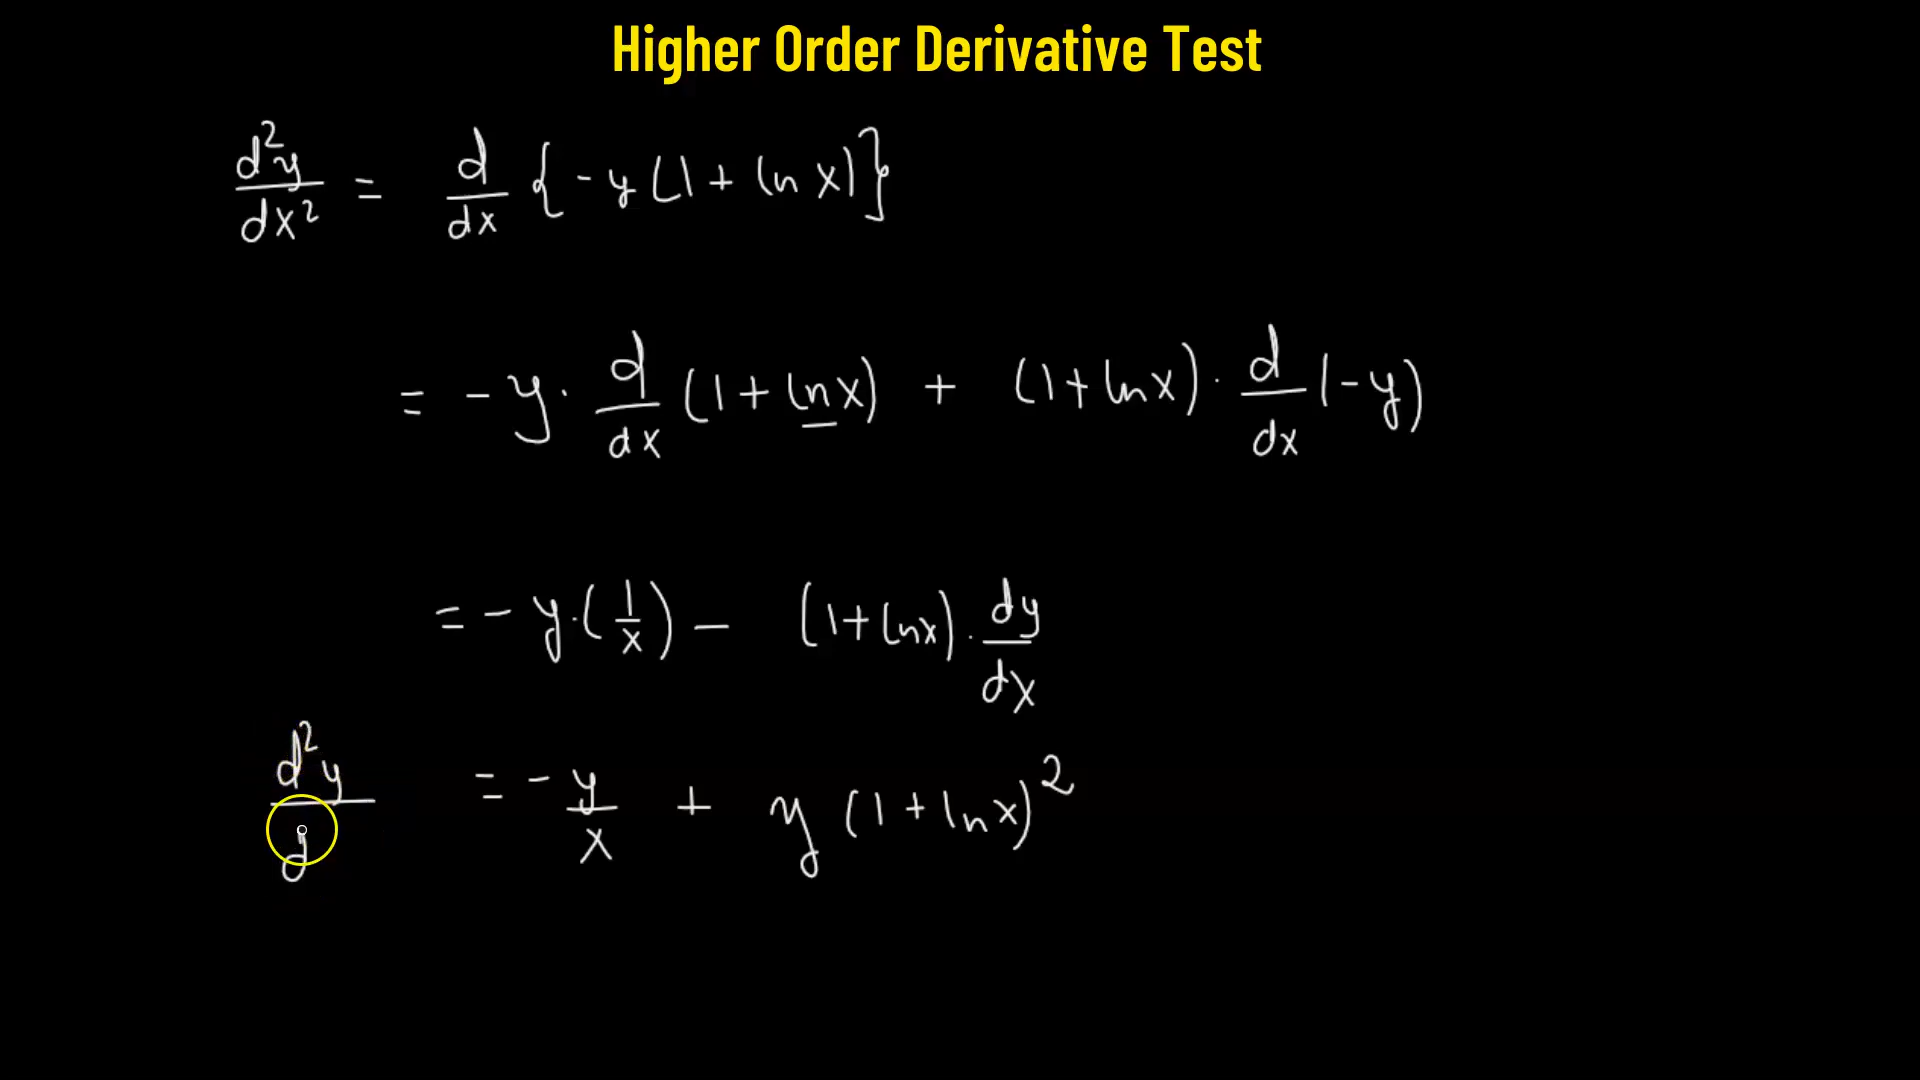 Higher Order Derivative Test
d²y/dx² = d/dx {-y(1 + ln x)}
= -y · d/dx (1 + ln x) + (1 + ln x) · d/dx (-y)
= -y · (1/x) - (1 + ln x) · dy/dx
d²y/d = -y/x + y (1 + ln x)²